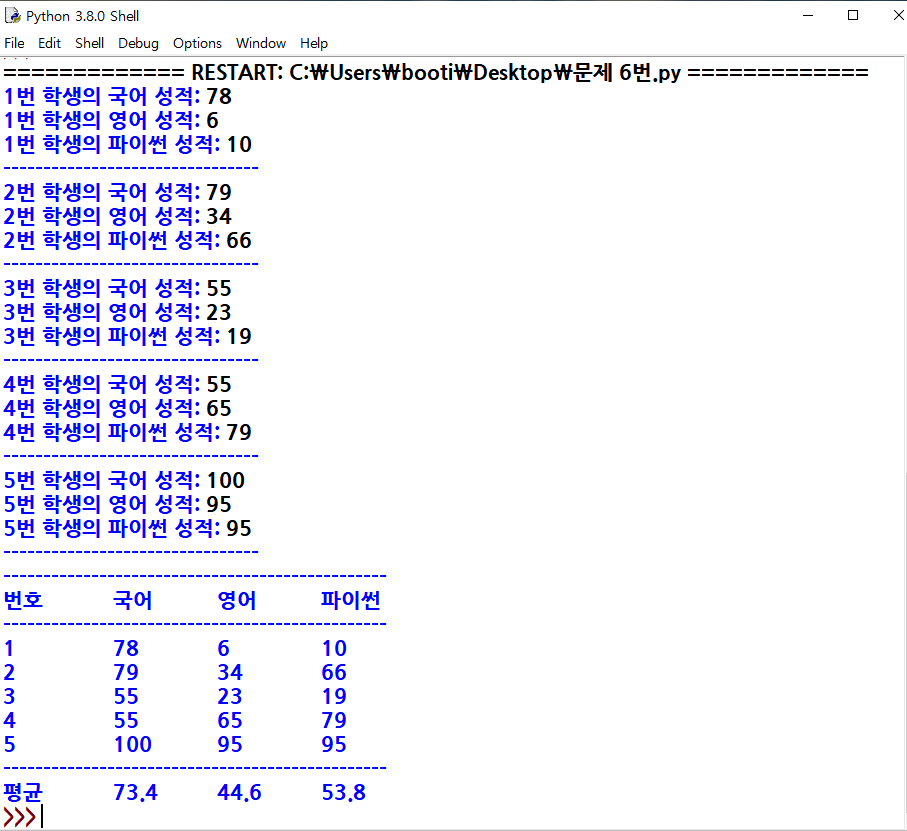 Python 3.8.0 Shell
File Edit Shell Debug Options Window Help
============= RESTART: C:₩Users₩booti₩Desktop₩문제 6번.py =============
1번 학생의 국어 성적: 78
1번 학생의 영어 성적: 6
1번 학생의 파이썬 성적: 10
--------------------------------
2번 학생의 국어 성적: 79
2번 학생의 영어 성적: 34
2번 학생의 파이썬 성적: 66
--------------------------------
3번 학생의 국어 성적: 55
3번 학생의 영어 성적: 23
3번 학생의 파이썬 성적: 19
--------------------------------
4번 학생의 국어 성적: 55
4번 학생의 영어 성적: 65
4번 학생의 파이썬 성적: 79
--------------------------------
5번 학생의 국어 성적: 100
5번 학생의 영어 성적: 95
5번 학생의 파이썬 성적: 95
--------------------------------
------------------------------------------------
번호 국어 영어 파이썬
------------------------------------------------
1 78 6 10
2 79 34 66
3 55 23 19
4 55 65 79
5 100 95 95
------------------------------------------------
평균 73.4 44.6 53.8
>>>